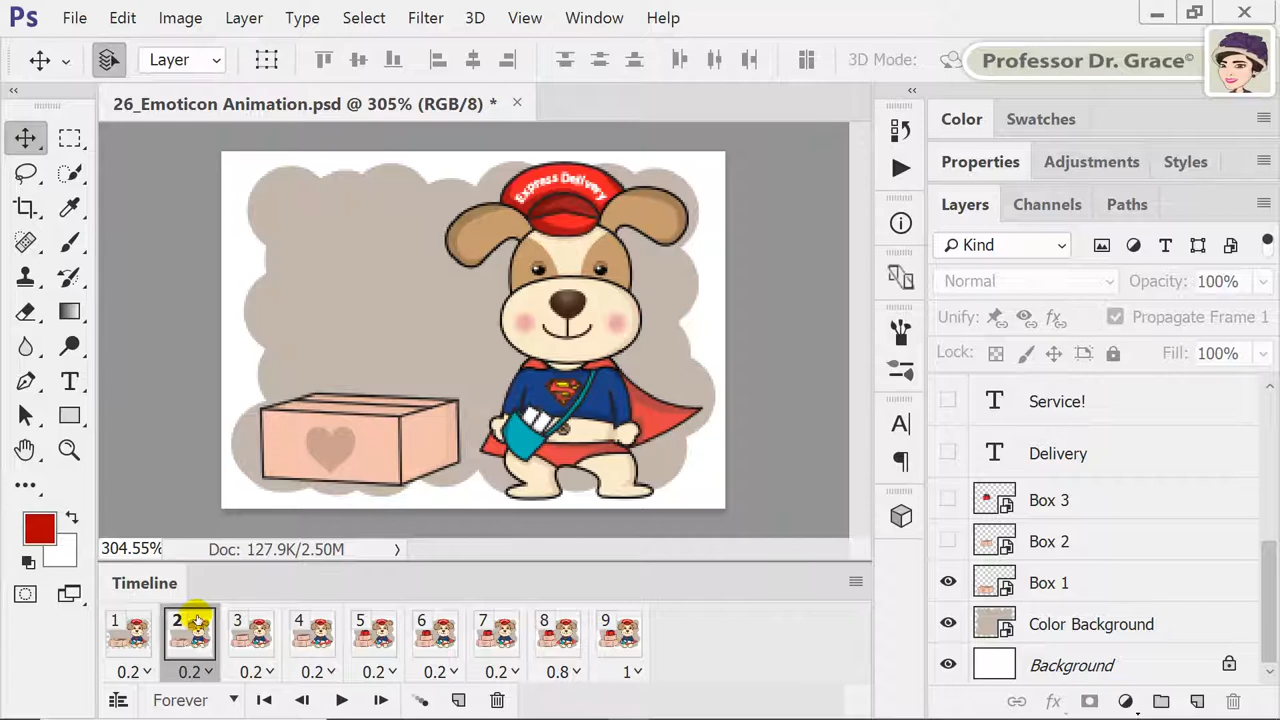 Ps File Edit Image Layer Type Select Filter 3D View Window Help
Layer 3D Mode: Professor Dr. Grace©
26_Emoticon Animation.psd @ 305% (RGB/8) * ×
Color Swatches
Properties Adjustments Styles
Layers Channels Paths
Kind
Normal Opacity: 100%
Unify: Propagate Frame 1
Lock: Fill: 100%
Express Delivery
T Service!
T Delivery
Box 3
Box 2
Box 1
Color Background
Background
304.55% Doc: 127.9K/2.50M
Timeline
1 2 3 4 5 6 7 8 9
0.2 0.2 0.2 0.2 0.2 0.2 0.2 0.8 1
Forever